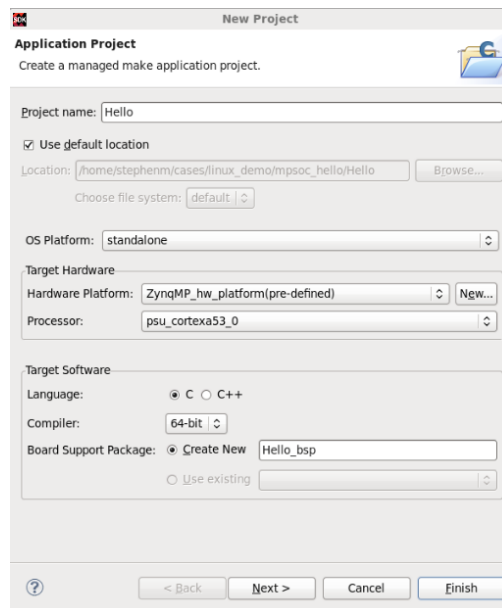 SDK
New Project
Application Project
Create a managed make application project.
C
Project name: Hello
Use default location
Location: /home/stephenm/cases/linux_demo/mpsoc_hello/Hello Browse...
Choose file system: default
OS Platform: standalone
Target Hardware
Hardware Platform: ZynqMP_hw_platform(pre-defined) New...
Processor: psu_cortexa53_0
Target Software
Language: C C++
Compiler: 64-bit
Board Support Package: Create New Hello_bsp
Use existing
? < Back Next > Cancel Finish